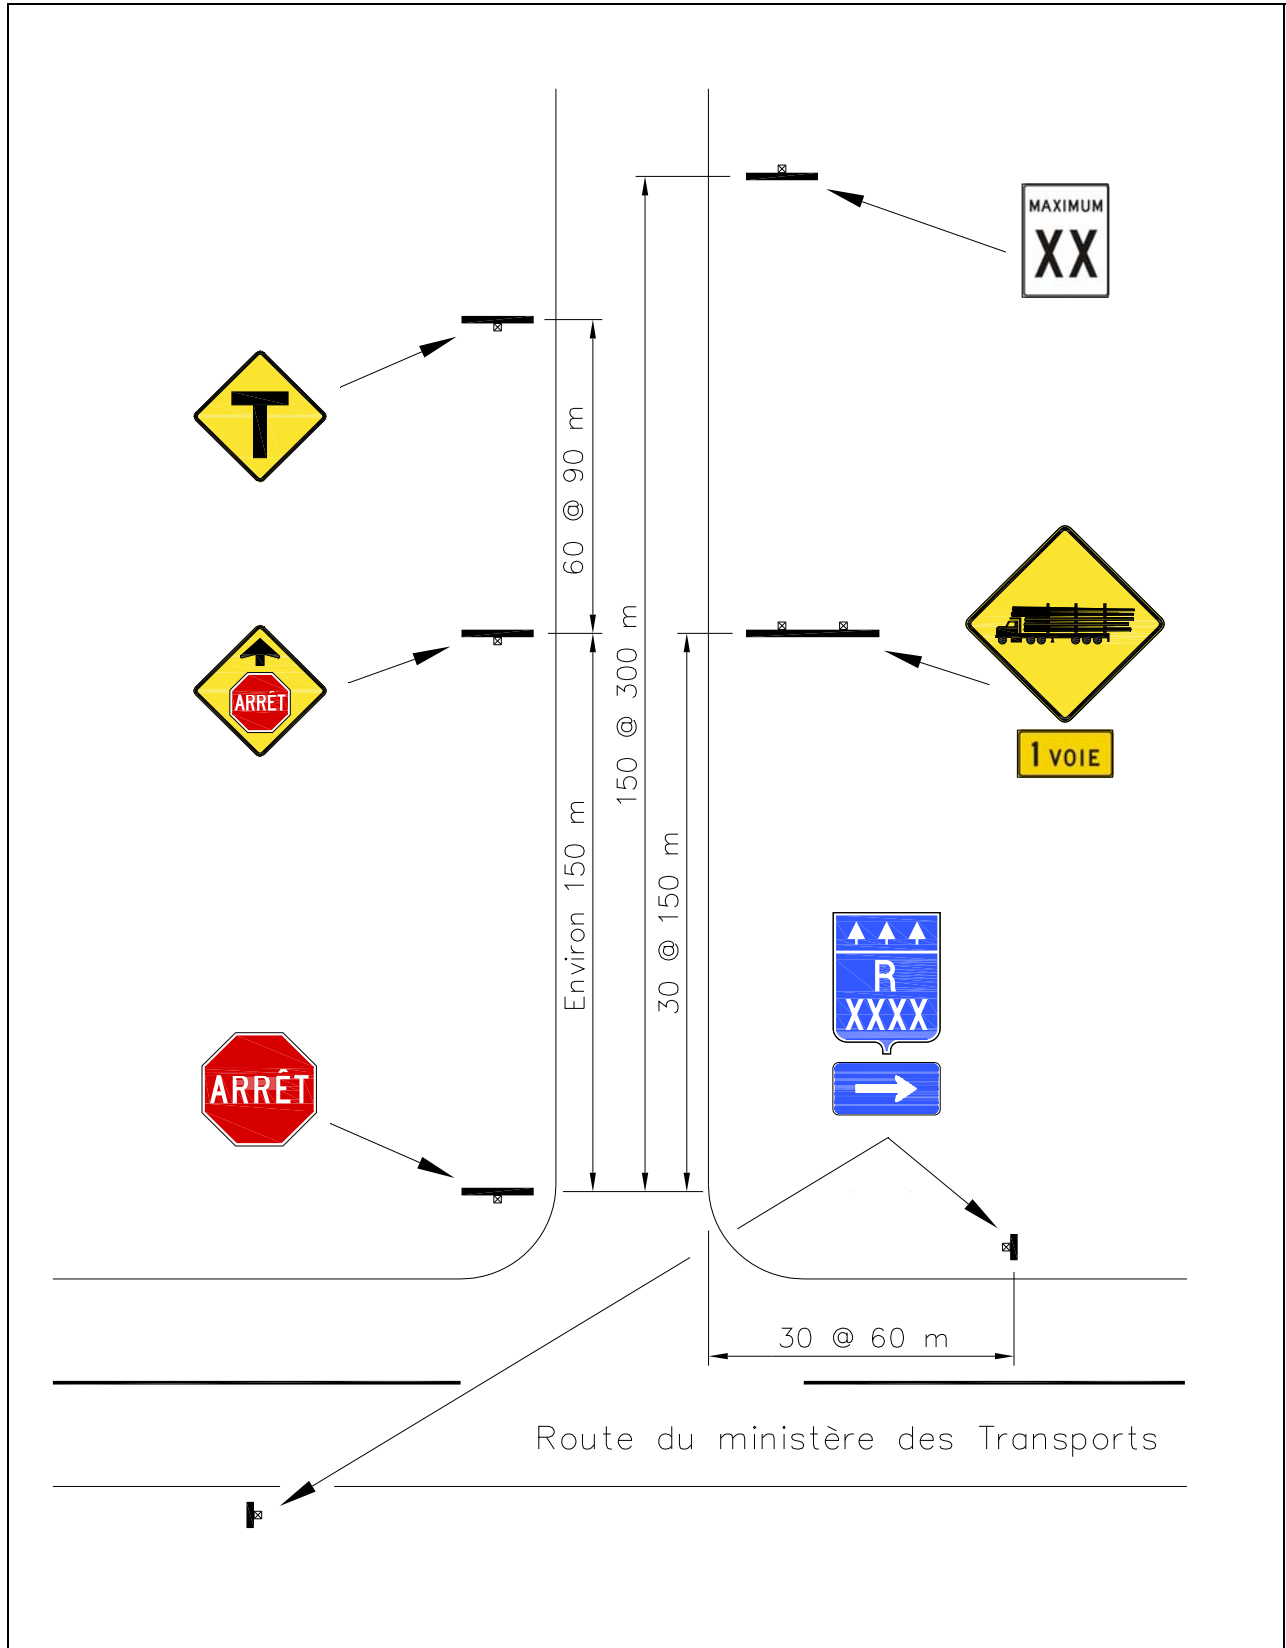 MAXIMUM
XX
60 @ 90 m
150 @ 300 m
ARRÊT
1 VOIE
Environ 150 m
30 @ 150 m
R
XXXX
ARRÊT
30 @ 60 m
Route du ministère des Transports